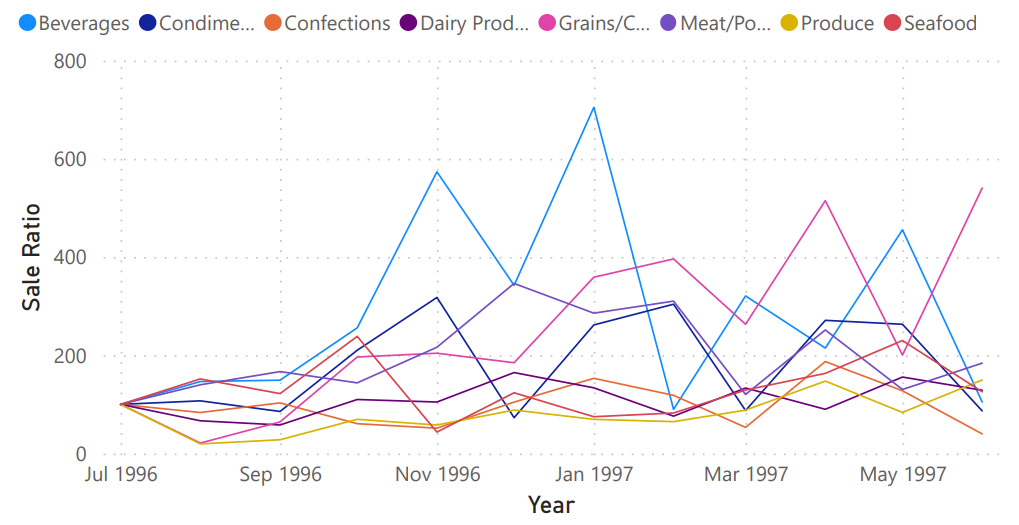 Beverages Condime... Confections Dairy Prod... Grains/C... Meat/Po... Produce Seafood
800
600
400
200
0
Sale Ratio
Jul 1996 Sep 1996 Nov 1996 Jan 1997 Mar 1997 May 1997
Year